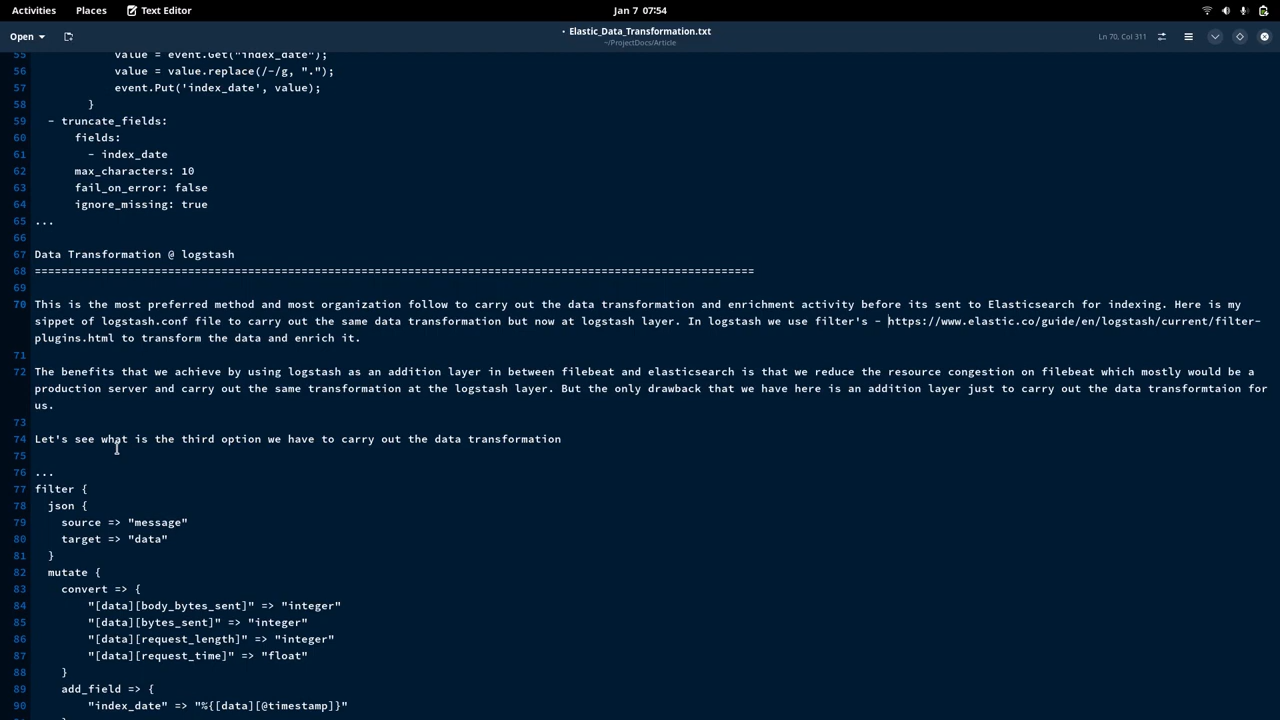 Activities Places Text Editor Jan 7 07:54
Open • Elastic_Data_Transformation.txt Ln 70, Col 311
~/ProjectDocs/Article
55 value = event.Get("index_date");
56 value = value.replace(/-/g, ".");
57 event.Put('index_date', value);
58 }
59 - truncate_fields:
60 fields:
61 - index_date
62 max_characters: 10
63 fail_on_error: false
64 ignore_missing: true
65 ...
66
67 Data Transformation @ logstash
68 ============================================================================================================
69
70 This is the most preferred method and most organization follow to carry out the data transformation and enrichment activity before its sent to Elasticsearch for indexing. Here is my
sippet of logstash.conf file to carry out the same data transformation but now at logstash layer. In logstash we use filter's - https://www.elastic.co/guide/en/logstash/current/filter-
plugins.html to transform the data and enrich it.
71
72 The benefits that we achieve by using logstash as an addition layer in between filebeat and elasticsearch is that we reduce the resource congestion on filebeat which mostly would be a
production server and carry out the same transformation at the logstash layer. But the only drawback that we have here is an addition layer just to carry out the data transformtaion for
us.
73
74 Let's see what is the third option we have to carry out the data transformation
75
76 ...
77 filter {
78 json {
79 source => "message"
80 target => "data"
81 }
82 mutate {
83 convert => {
84 "[data][body_bytes_sent]" => "integer"
85 "[data][bytes_sent]" => "integer"
86 "[data][request_length]" => "integer"
87 "[data][request_time]" => "float"
88 }
89 add_field => {
90 "index_date" => "%{[data][@timestamp]}"